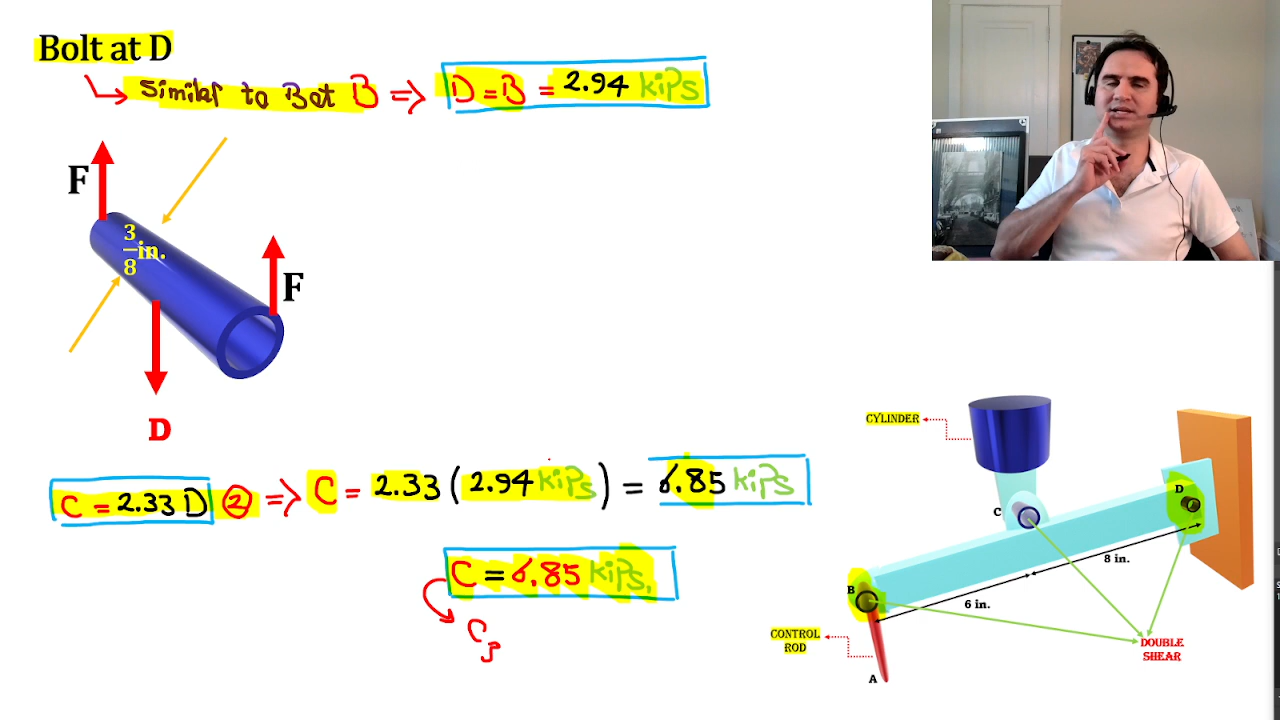 Bolt at D
Similar to Bot B => D = B = 2.94 kips
F
3/8 in.
F
D
C = 2.33 D ② => C = 2.33 (2.94 kips) = 6.85 kips
C = 6.85 kips.
CYLINDER
C
D
8 in.
B
6 in.
CONTROL
ROD
DOUBLE
SHEAR
A